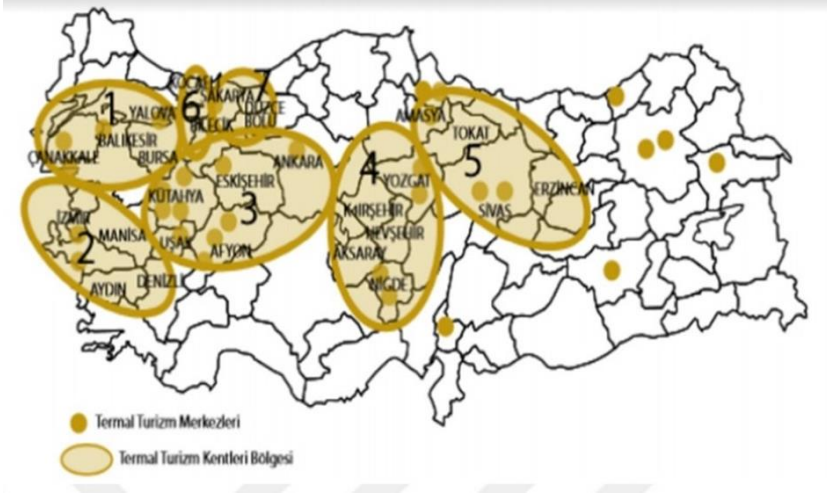 KOCAELİ
7
SAKARYA
1
YALOVA
6
DÜZCE
BOLU
BİLECİK
AMASYA
BALIKESİR
TOKAT
ÇANAKKALE
BURSA
ANKARA
4
5
ESKİŞEHİR
YOZGAT
ERZİNCAN
KÜTAHYA
3
KIRŞEHİR
SİVAS
İZMİR
MANİSA
2
UŞAK
AFYON
NEVŞEHİR
AKSARAY
AYDIN
DENİZLİ
NİĞDE
Termal Turizm Merkezleri
Termal Turizm Kentleri Bölgesi